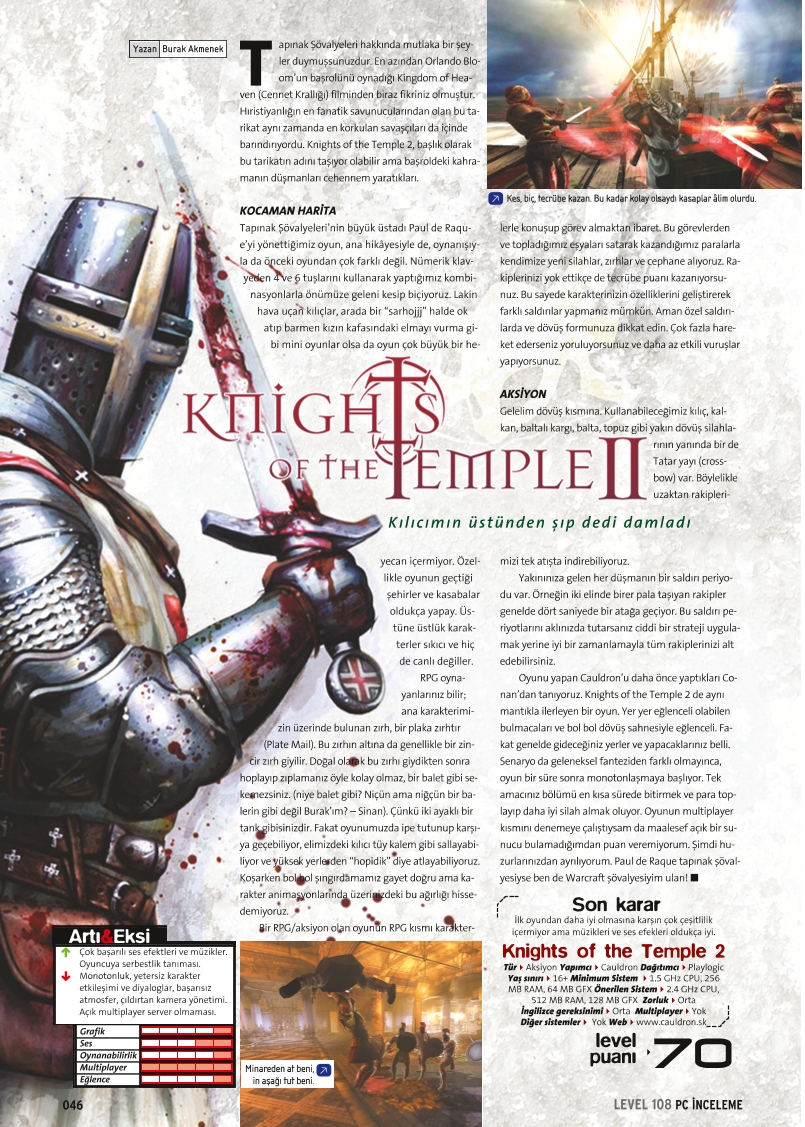 Yazan Burak Akmenek
Tapınak Şövalyeleri hakkında mutlaka bir şey-
ler duymuşsunuzdur. En azından Orlando Blo-
om'un başrolünü oynadığı Kingdom of Hea-
ven (Cennet Krallığı) filminden biraz fikriniz olmuştur.
Hıristiyanlığın en fanatik savunucularından olan bu ta-
rikat aynı zamanda en korkulan savaşçıları da içinde
barındırıyordu. Knights of the Temple 2, başlık olarak
bu tarikatın adını taşıyor olabilir ama başroldeki kahra-
manın düşmanları cehennem yaratıkları.
KOCAMAN HARİTA
Tapınak Şövalyeleri'nin büyük üstadı Paul de Raqu-
e'yi yönettiğimiz oyun, ana hikâyesiyle de, oynanışıy-
la da önceki oyundan çok farklı değil. Nümerik klav-
yeden 4 ve 6 tuşlarını kullanarak yaptığımız kombi-
nasyonlarla önümüze geleni kesip biçiyoruz. Lakin
hava uçan kılıçlar, arada bir "sarhojjj" halde ok
atıp barmen kızın kafasındaki elmayı vurma gi-
bi mini oyunlar olsa da oyun çok büyük bir he-
KNİGHTS
OF THE TEMPLE II
Kılıcımın üstünden şıp dedi damladı
yecan içermiyor. Özel-
likle oyunun geçtiği
şehirler ve kasabalar
oldukça yapay. Üs-
tüne üstlük karak-
terler sıkıcı ve hiç
de canlı değiller.
RPG oyna-
yanlarınız bilir;
ana karakterimi-
zin üzerinde bulunan zırh, bir plaka zırhtır
(Plate Mail). Bu zırhın altına da genellikle bir zin-
cir zırh giyilir. Doğal olarak bu zırhı giydikten sonra
hoplayıp zıplamanız öyle kolay olmaz, bir balet gibi se-
kemezsiniz. (niye balet gibi? Niçün ama niğçün bir ba-
lerin gibi değil Burak'ım? – Sinan). Çünkü iki ayaklı bir
tank gibisinizdir. Fakat oyunumuzda ipe tutunup karşı-
ya geçebiliyor, elimizdeki kılıcı tüy kalem gibi sallayabi-
liyor ve yüksek yerlerden "hopidik" diye atlayabiliyoruz.
Koşarken bol bol şıngırdamamız gayet doğru ama ka-
rakter animasyonlarında üzerinizdeki bu ağırlığı hisse-
demiyoruz.
Bir RPG/aksiyon olan oyunun RPG kısmı karakter-
Kes, biç, tecrübe kazan. Bu kadar kolay olsaydı kasaplar âlim olurdu.
lerle konuşup görev almaktan ibaret. Bu görevlerden
ve topladığımız eşyaları satarak kazandığımız paralarla
kendimize yeni silahlar, zırhlar ve cephane alıyoruz. Ra-
kiplerinizi yok ettikçe de tecrübe puanı kazanıyorsu-
nuz. Bu sayede karakterinizin özelliklerini geliştirerek
farklı saldırılar yapmanız mümkün. Aman özel saldırı-
larda ve dövüş formunuza dikkat edin. Çok fazla hare-
ket ederseniz yoruluyorsunuz ve daha az etkili vuruşlar
yapıyorsunuz.
AKSİYON
Gelelim dövüş kısmına. Kullanabileceğimiz kılıç, kal-
kan, baltalı kargı, balta, topuz gibi yakın dövüş silahla-
rının yanında bir de
Tatar yayı (cross-
bow) var. Böylelikle
uzaktan rakipleri-
mizi tek atışta indirebiliyoruz.
Yakınınıza gelen her düşmanın bir saldırı periyo-
du var. Örneğin iki elinde birer pala taşıyan rakipler
genelde dört saniyede bir atağa geçiyor. Bu saldırı pe-
riyotlarını aklınızda tutarsanız ciddi bir strateji uygula-
mak yerine iyi bir zamanlamayla tüm rakiplerinizi alt
edebilirsiniz.
Oyunu yapan Cauldron'u daha önce yaptıkları Co-
nan'dan tanıyoruz. Knights of the Temple 2 de aynı
mantıkla ilerleyen bir oyun. Yer yer eğlenceli olabilen
bulmacaları ve bol bol dövüş sahnesiyle eğlenceli. Fa-
kat genelde gideceğiniz yerler ve yapacaklarınız belli.
Senaryo da geleneksel fanteziden farklı olmayınca,
oyun bir süre sonra monotonlaşmaya başlıyor. Tek
amacınız bölümü en kısa sürede bitirmek ve para top-
layıp daha iyi silah almak oluyor. Oyunun multiplayer
kısmını denemeye çalıştıysam da maalesef açık bir su-
nucu bulamadığımdan puan veremiyorum. Şimdi hu-
zurlarınızdan ayrılıyorum. Paul de Raque tapınak şöval-
yesiyse ben de Warcraft şövalyesiyim ulan! ■
Artı&Eksi
Çok başarılı ses efektleri ve müzikler.
Oyuncuya serbestlik tanıması.
Monotonluk, yetersiz karakter
etkileşimi ve diyaloglar, başarısız
atmosfer, çıldırtan kamera yönetimi.
Açık multiplayer server olmaması.
Grafik
Ses
Oynanabilirlik
Multiplayer
Eğlence
Minareden at beni,
in aşağı tut beni.
Son karar
İlk oyundan daha iyi olmasına karşın çok çeşitlilik
içermiyor ama müzikler ve ses efekleri oldukça iyi.
Knights of the Temple 2
Tür Aksiyon Yapımcı Cauldron Dağıtımcı Playlogic
Yaş sınırı 16+ Minimum Sistem 1.5 GHz CPU, 256
MB RAM, 64 MB GFX Önerilen Sistem 2.4 GHz CPU,
512 MB RAM, 128 MB GFX Zorluk Orta
İngilizce gereksinimi Orta Multiplayer Yok
Diğer sistemler Yok Web www.cauldron.sk
level
puanı 70
046
LEVEL 108 PC İNCELEME